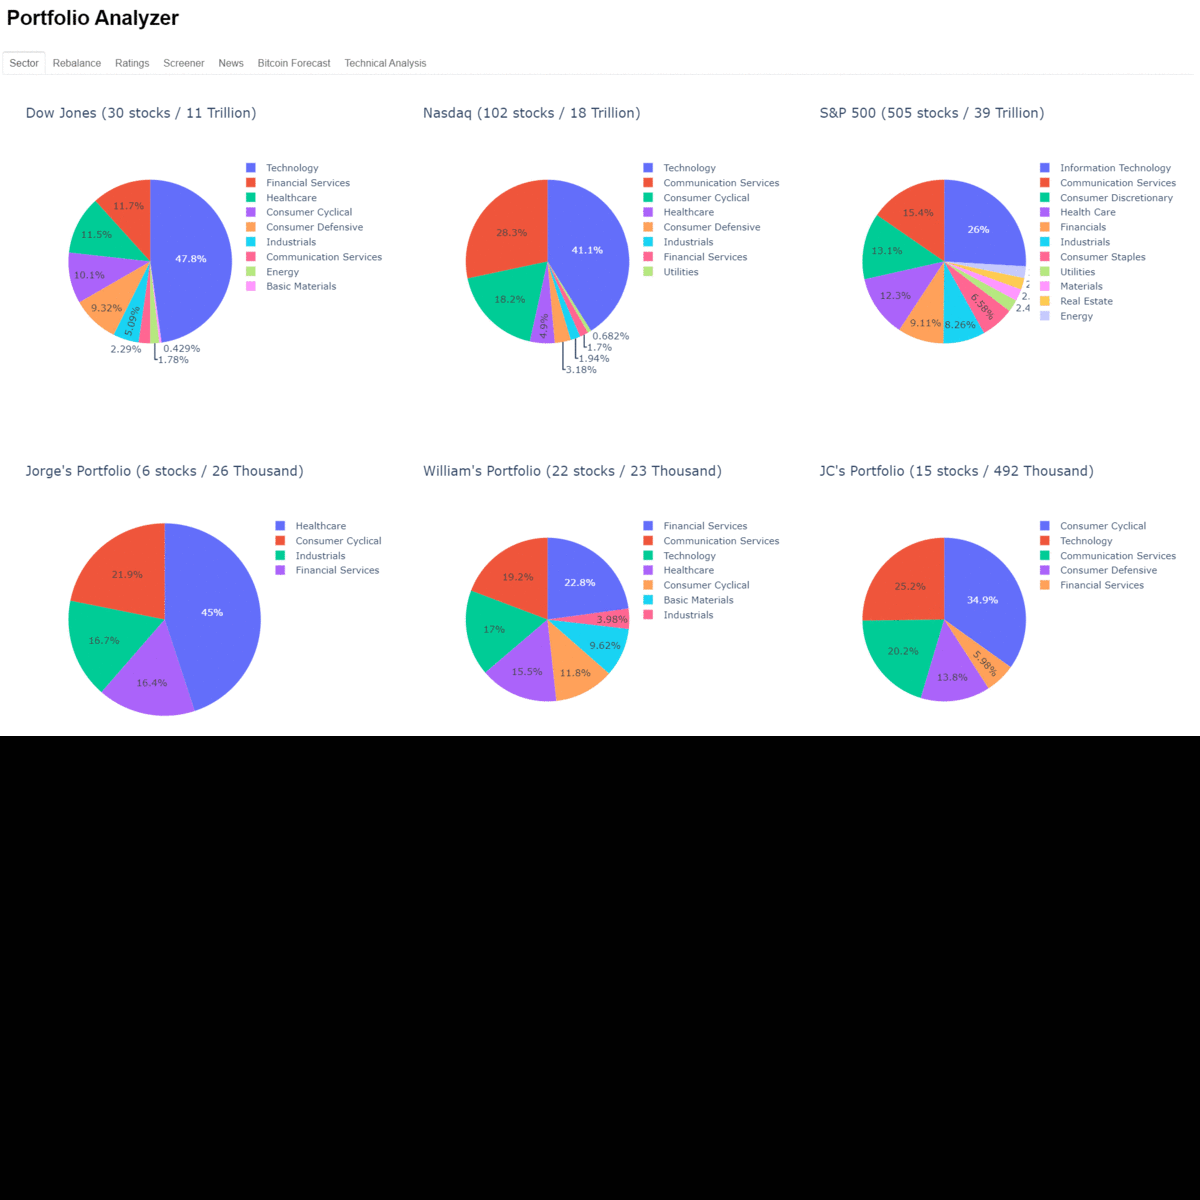 Portfolio Analyzer
Sector Rebalance Ratings Screener News Bitcoin Forecast Technical Analysis
Dow Jones (30 stocks / 11 Trillion)
Technology
Financial Services
Healthcare
Consumer Cyclical
Consumer Defensive
Industrials
Communication Services
Energy
Basic Materials
47.8%
11.7%
11.5%
10.1%
9.32%
5.09%
2.29%
1.78%
0.429%
Nasdaq (102 stocks / 18 Trillion)
Technology
Communication Services
Consumer Cyclical
Healthcare
Consumer Defensive
Industrials
Financial Services
Utilities
41.1%
28.3%
18.2%
4.9%
3.18%
1.94%
1.7%
0.682%
S&P 500 (505 stocks / 39 Trillion)
Information Technology
Communication Services
Consumer Discretionary
Health Care
Financials
Industrials
Consumer Staples
Utilities
Materials
Real Estate
Energy
26%
15.4%
13.1%
12.3%
9.11%
8.26%
6.58%
2.4
2.
2
Jorge's Portfolio (6 stocks / 26 Thousand)
Healthcare
Consumer Cyclical
Industrials
Financial Services
45%
21.9%
16.7%
16.4%
William's Portfolio (22 stocks / 23 Thousand)
Financial Services
Communication Services
Technology
Healthcare
Consumer Cyclical
Basic Materials
Industrials
22.8%
19.2%
17%
15.5%
11.8%
9.62%
3.98%
JC's Portfolio (15 stocks / 492 Thousand)
Consumer Cyclical
Technology
Communication Services
Consumer Defensive
Financial Services
34.9%
25.2%
20.2%
13.8%
5.98%